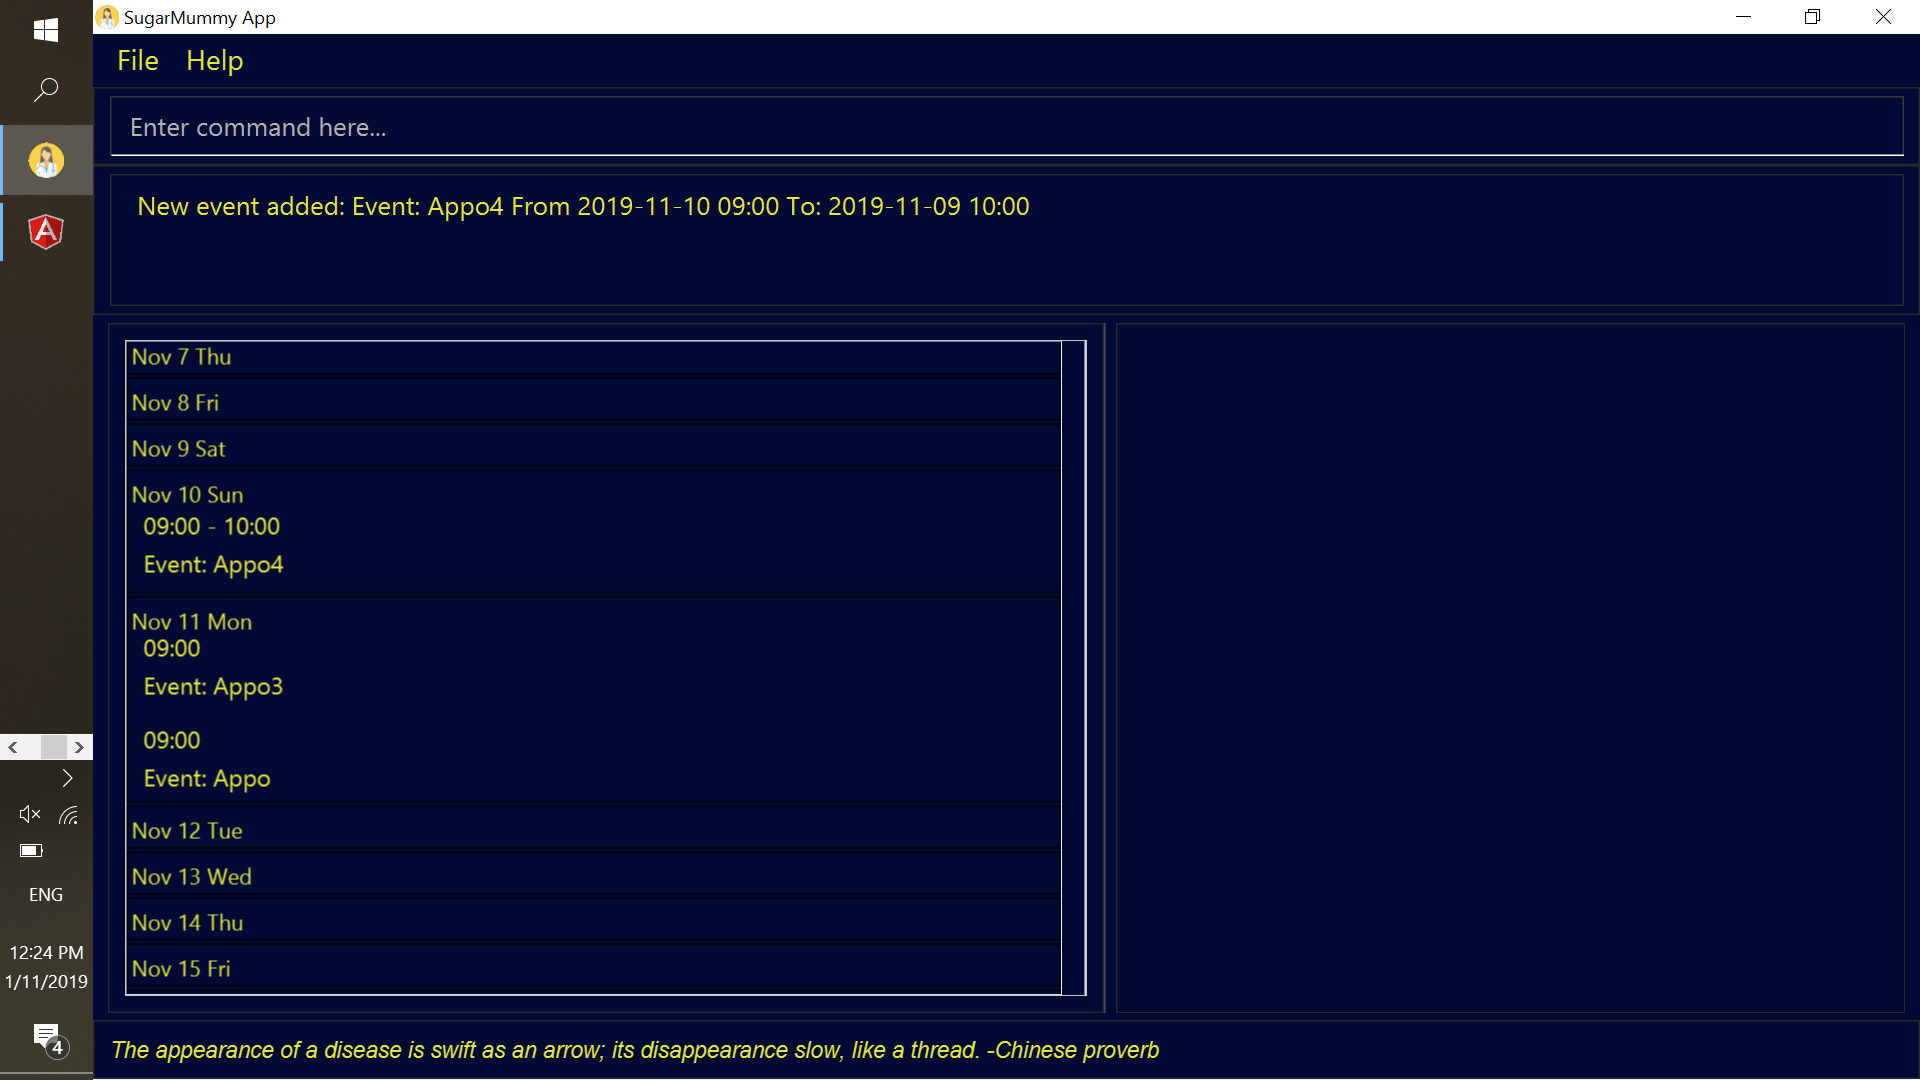 SugarMummy App
File Help
Enter command here...
New event added: Event: Appo4 From 2019-11-10 09:00 To: 2019-11-09 10:00
Nov 7 Thu
Nov 8 Fri
Nov 9 Sat
Nov 10 Sun
09:00 - 10:00
Event: Appo4
Nov 11 Mon
09:00
Event: Appo3
09:00
Event: Appo
Nov 12 Tue
Nov 13 Wed
Nov 14 Thu
Nov 15 Fri
The appearance of a disease is swift as an arrow; its disappearance slow, like a thread. -Chinese proverb
A
ENG
12:24 PM
1/11/2019
4